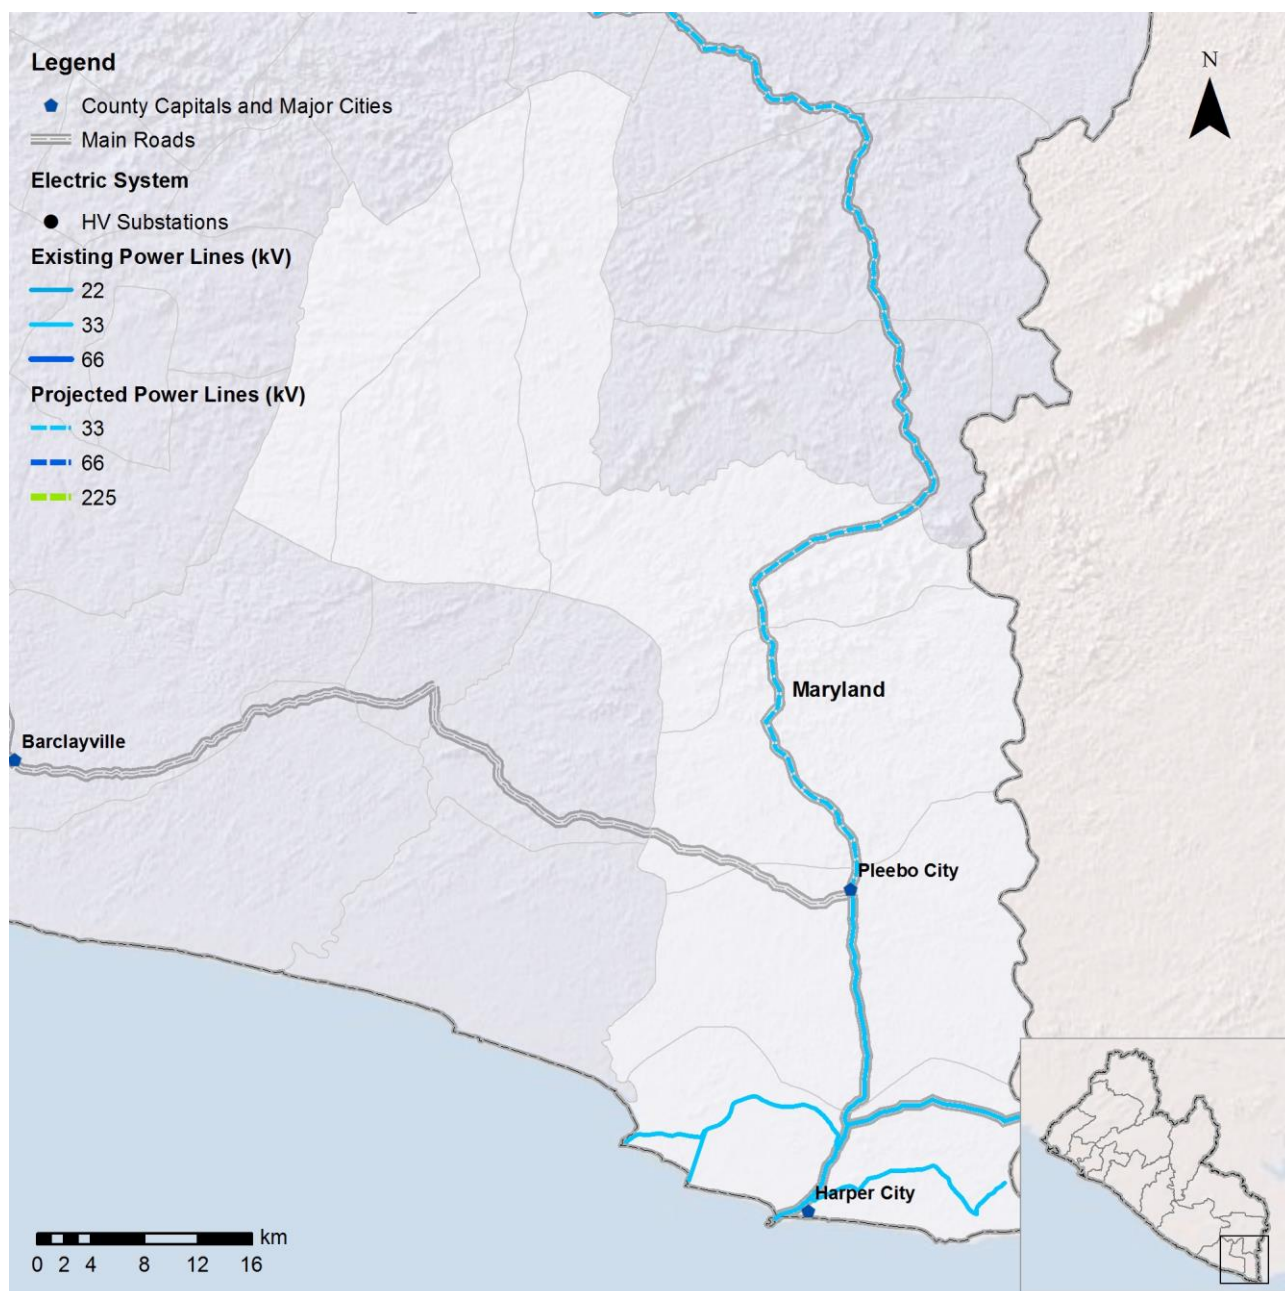 Legend
County Capitals and Major Cities
Main Roads
Electric System
HV Substations
Existing Power Lines (kV)
22
33
66
Projected Power Lines (kV)
33
66
225
N
Maryland
Barclayville
Pleebo City
Harper City
km
0 2 4 8 12 16